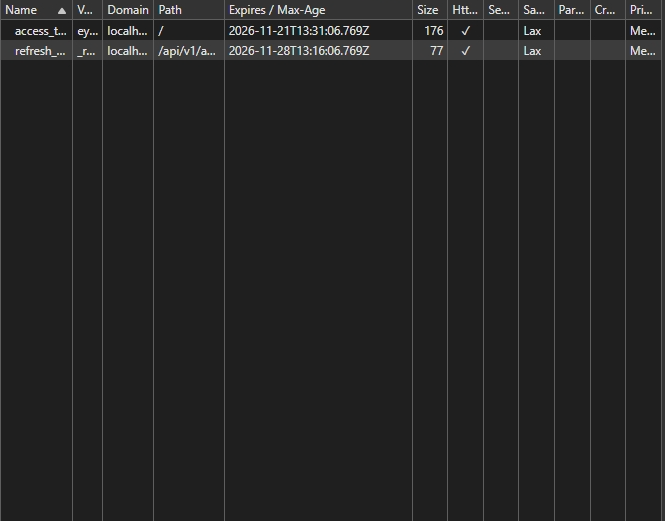 Name ▲ V... Domain Path Expires / Max-Age Size Htt... Se... Sa... Par... Cr... Pri...
access_t... ey... localh... / 2026-11-21T13:31:06.769Z 176 ✓ Lax Me...
refresh_... _r... localh... /api/v1/a... 2026-11-28T13:16:06.769Z 77 ✓ Lax Me...